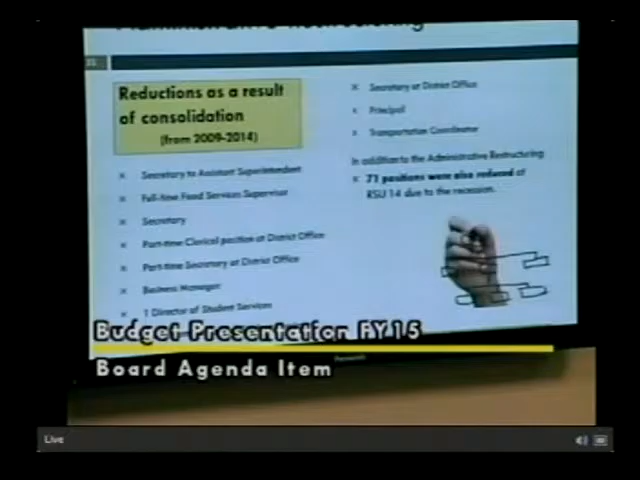 Administrative Restructuring
Reductions as a result
of consolidation
(from 2009-2014)
× Secretary to Assistant Superintendent
× Full-time Food Services Supervisor
× Secretary
× Part-time Clerical position at District Office
× Part-time Secretary at District Office
× Business Manager
× 1 Director of Student Services
× Secretary at District Office
× Principal
× Transportation Coordinator
In addition to the Administrative Restructuring
× 71 positions were also reduced at
RSU 14 due to the recession.
Budget Presentation FY15
Board Agenda Item
Panasonic
Live